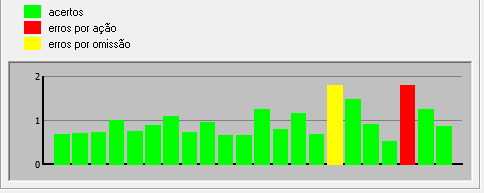 acertos
erros por ação
erros por omissão
2
1
0